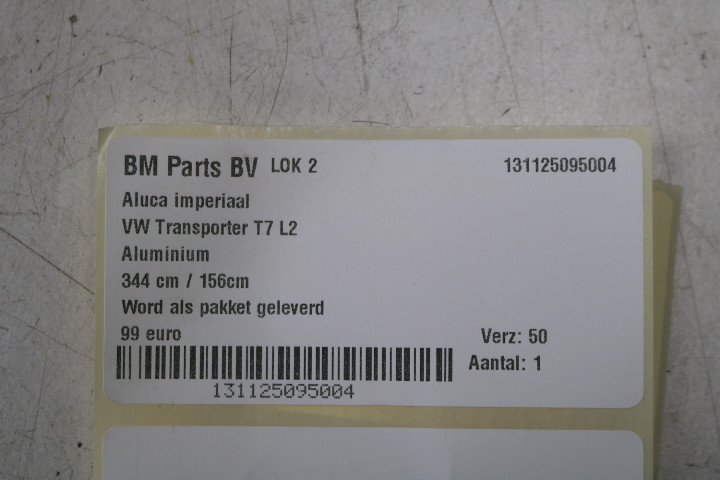 BM Parts BV LOK 2 131125095004
Aluca imperiaal
VW Transporter T7 L2
Aluminium
344 cm / 156cm
Word als pakket geleverd
99 euro Verz: 50
Aantal: 1
131125095004